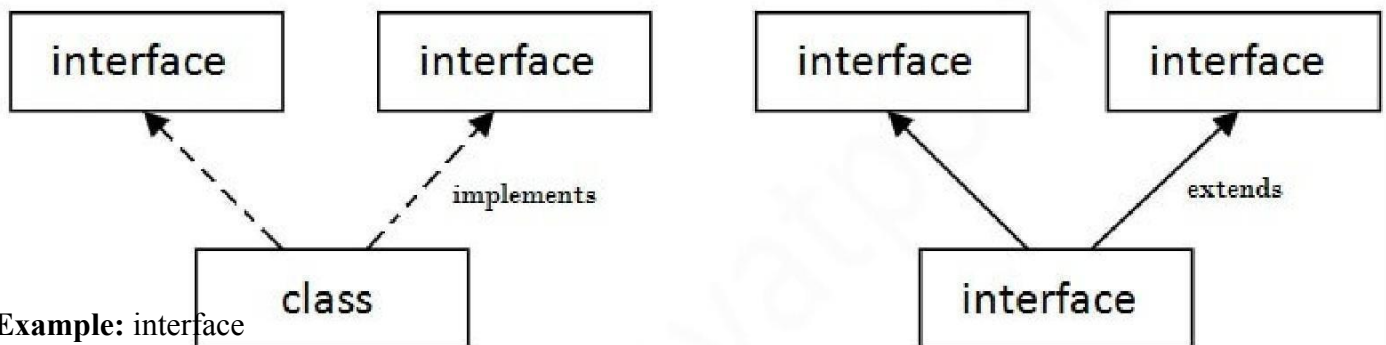 interface interface interface interface
implements extends
class interface
Example: interface